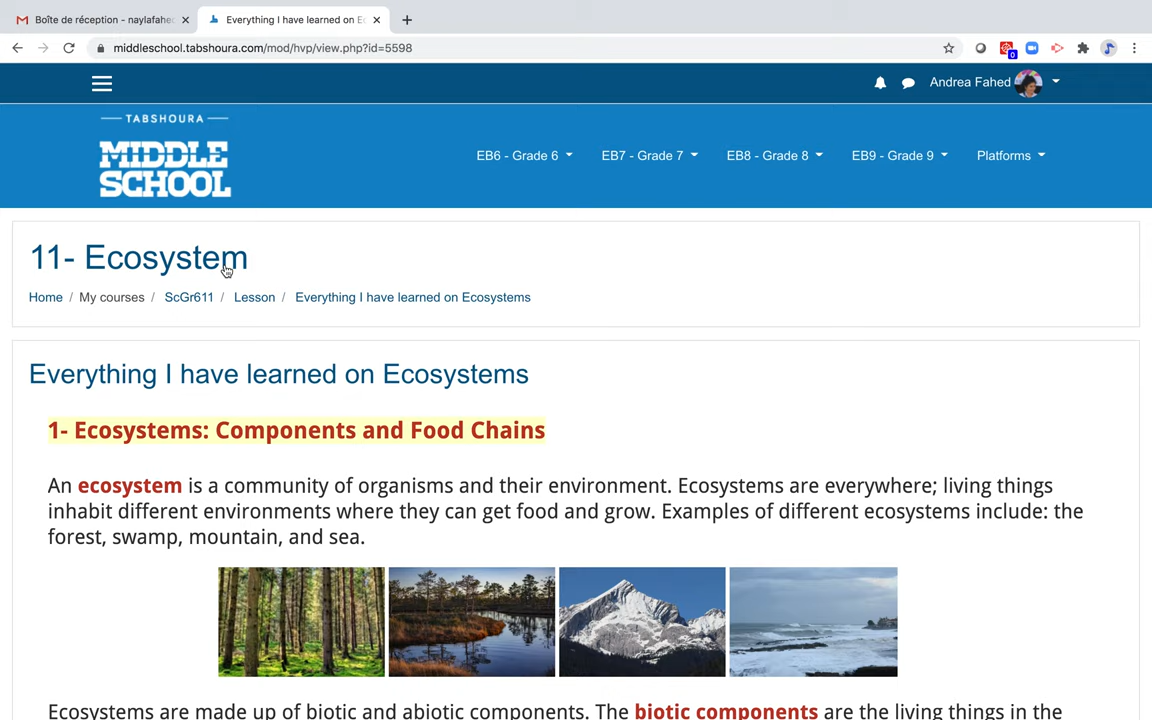 Boîte de réception - naylafahe
Everything I have learned on E
middleschool.tabshoura.com/mod/hvp/view.php?id=5598
0
Andrea Fahed
TABSHOURA
MIDDLE
SCHOOL
EB6 - Grade 6
EB7 - Grade 7
EB8 - Grade 8
EB9 - Grade 9
Platforms
11- Ecosystem
Home / My courses / ScGr611 / Lesson / Everything I have learned on Ecosystems
Everything I have learned on Ecosystems
1- Ecosystems: Components and Food Chains
An ecosystem is a community of organisms and their environment. Ecosystems are everywhere; living things
inhabit different environments where they can get food and grow. Examples of different ecosystems include: the
forest, swamp, mountain, and sea.
Ecosystems are made up of biotic and abiotic components. The biotic components are the living things in the